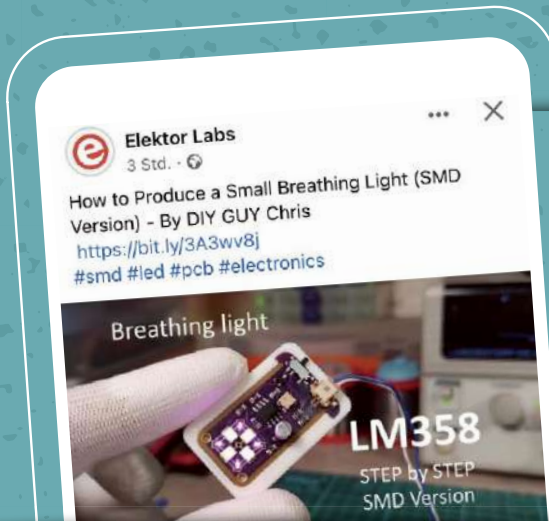 Elektor Labs
3 Std. ·
How to Produce a Small Breathing Light (SMD
Version) - By DIY GUY Chris
https://bit.ly/3A3wv8j
#smd #led #pcb #electronics
Breathing light
LM358
STEP by STEP
SMD Version